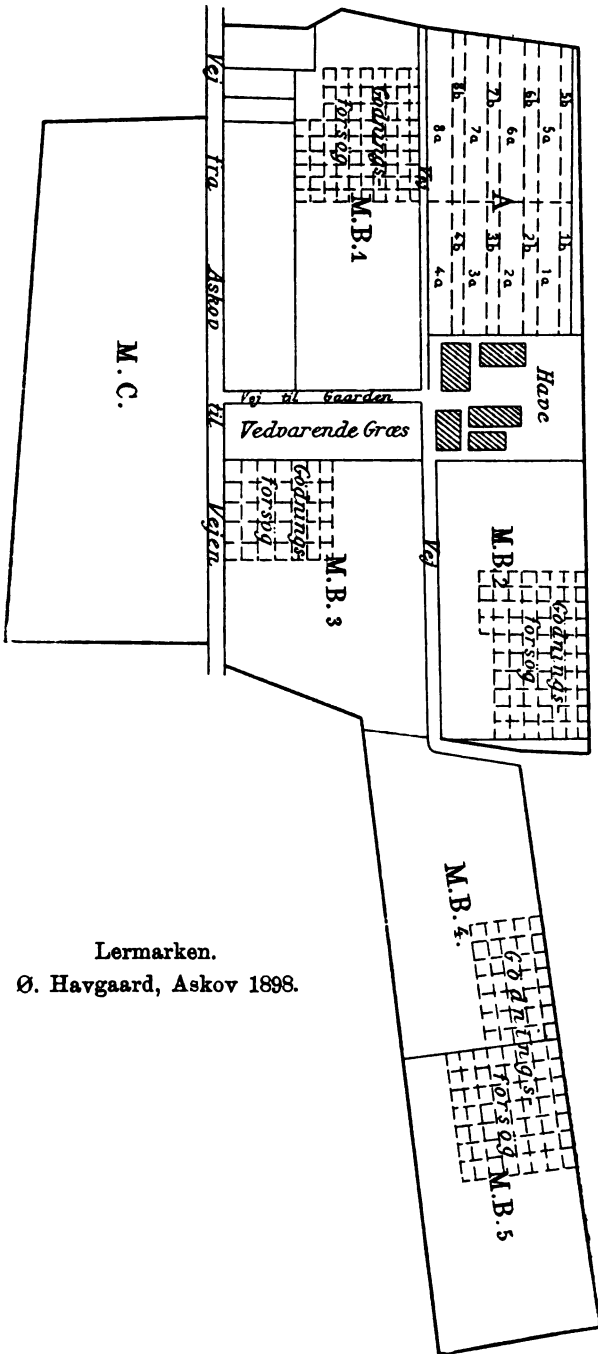 Vej fra Askov til Vejen
M. C.
Gødnings-
forsøg
M.B.1
Vej
8b
7b
6b
5b
8a
7a
6a
5a
A
4b
3b
2b
1b
4a
3a
2a
1a
Have
Vej til Gaarden
Vedvarende Græs
Gødnings
forsøg
M.B.3
Vej
M.B.2
Gødnings-
forsøg
M.B.4.
Gødnings-
forsøg
M.B.5
Lermarken.
Ø. Havgaard, Askov 1898.